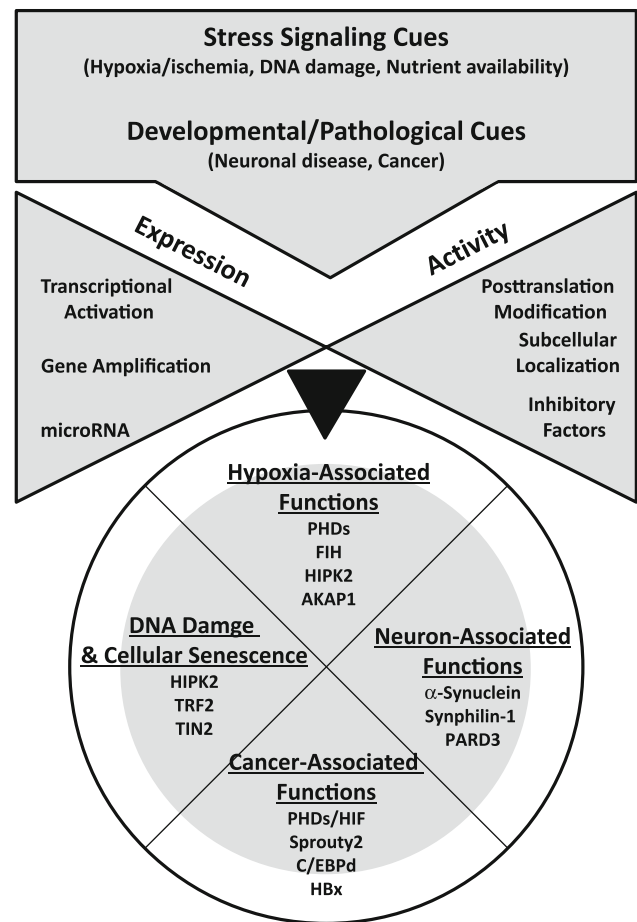 Stress Signaling Cues
(Hypoxia/ischemia, DNA damage, Nutrient availability)
Developmental/Pathological Cues
(Neuronal disease, Cancer)
Expression
Activity
Transcriptional
Activation
Gene Amplification
microRNA
Posttranslation
Modification
Subcellular
Localization
Inhibitory
Factors
Hypoxia-Associated
Functions
PHDs
FIH
HIPK2
AKAP1
DNA Damge
& Cellular Senescence
HIPK2
TRF2
TIN2
Neuron-Associated
Functions
α-Synuclein
Synphilin-1
PARD3
Cancer-Associated
Functions
PHDs/HIF
Sprouty2
C/EBPd
HBx